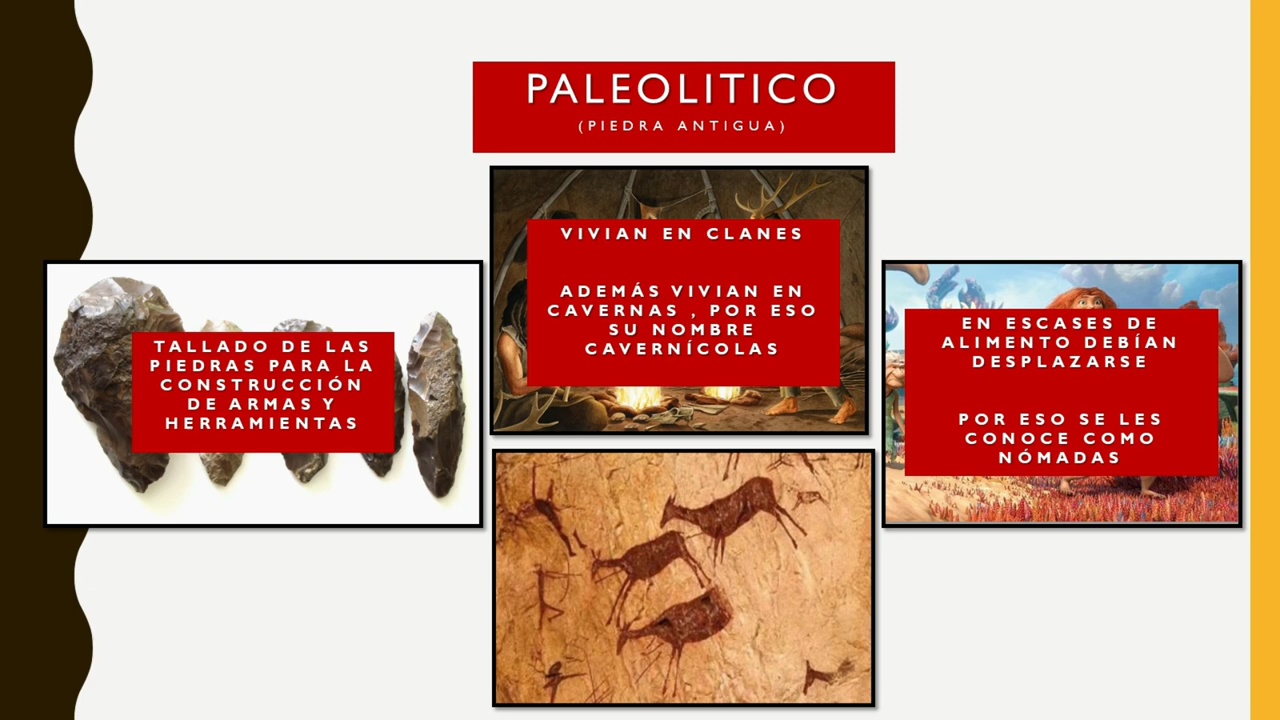 PALEOLITICO
(PIEDRA ANTIGUA)
VIVIAN EN CLANES
ADEMÁS VIVIAN EN
CAVERNAS , POR ESO
SU NOMBRE
CAVERNÍCOLAS
TALLADO DE LAS
PIEDRAS PARA LA
CONSTRUCCIÓN
DE ARMAS Y
HERRAMIENTAS
EN ESCASES DE
ALIMENTO DEBÍAN
DESPLAZARSE
POR ESO SE LES
CONOCE COMO
NÓMADAS